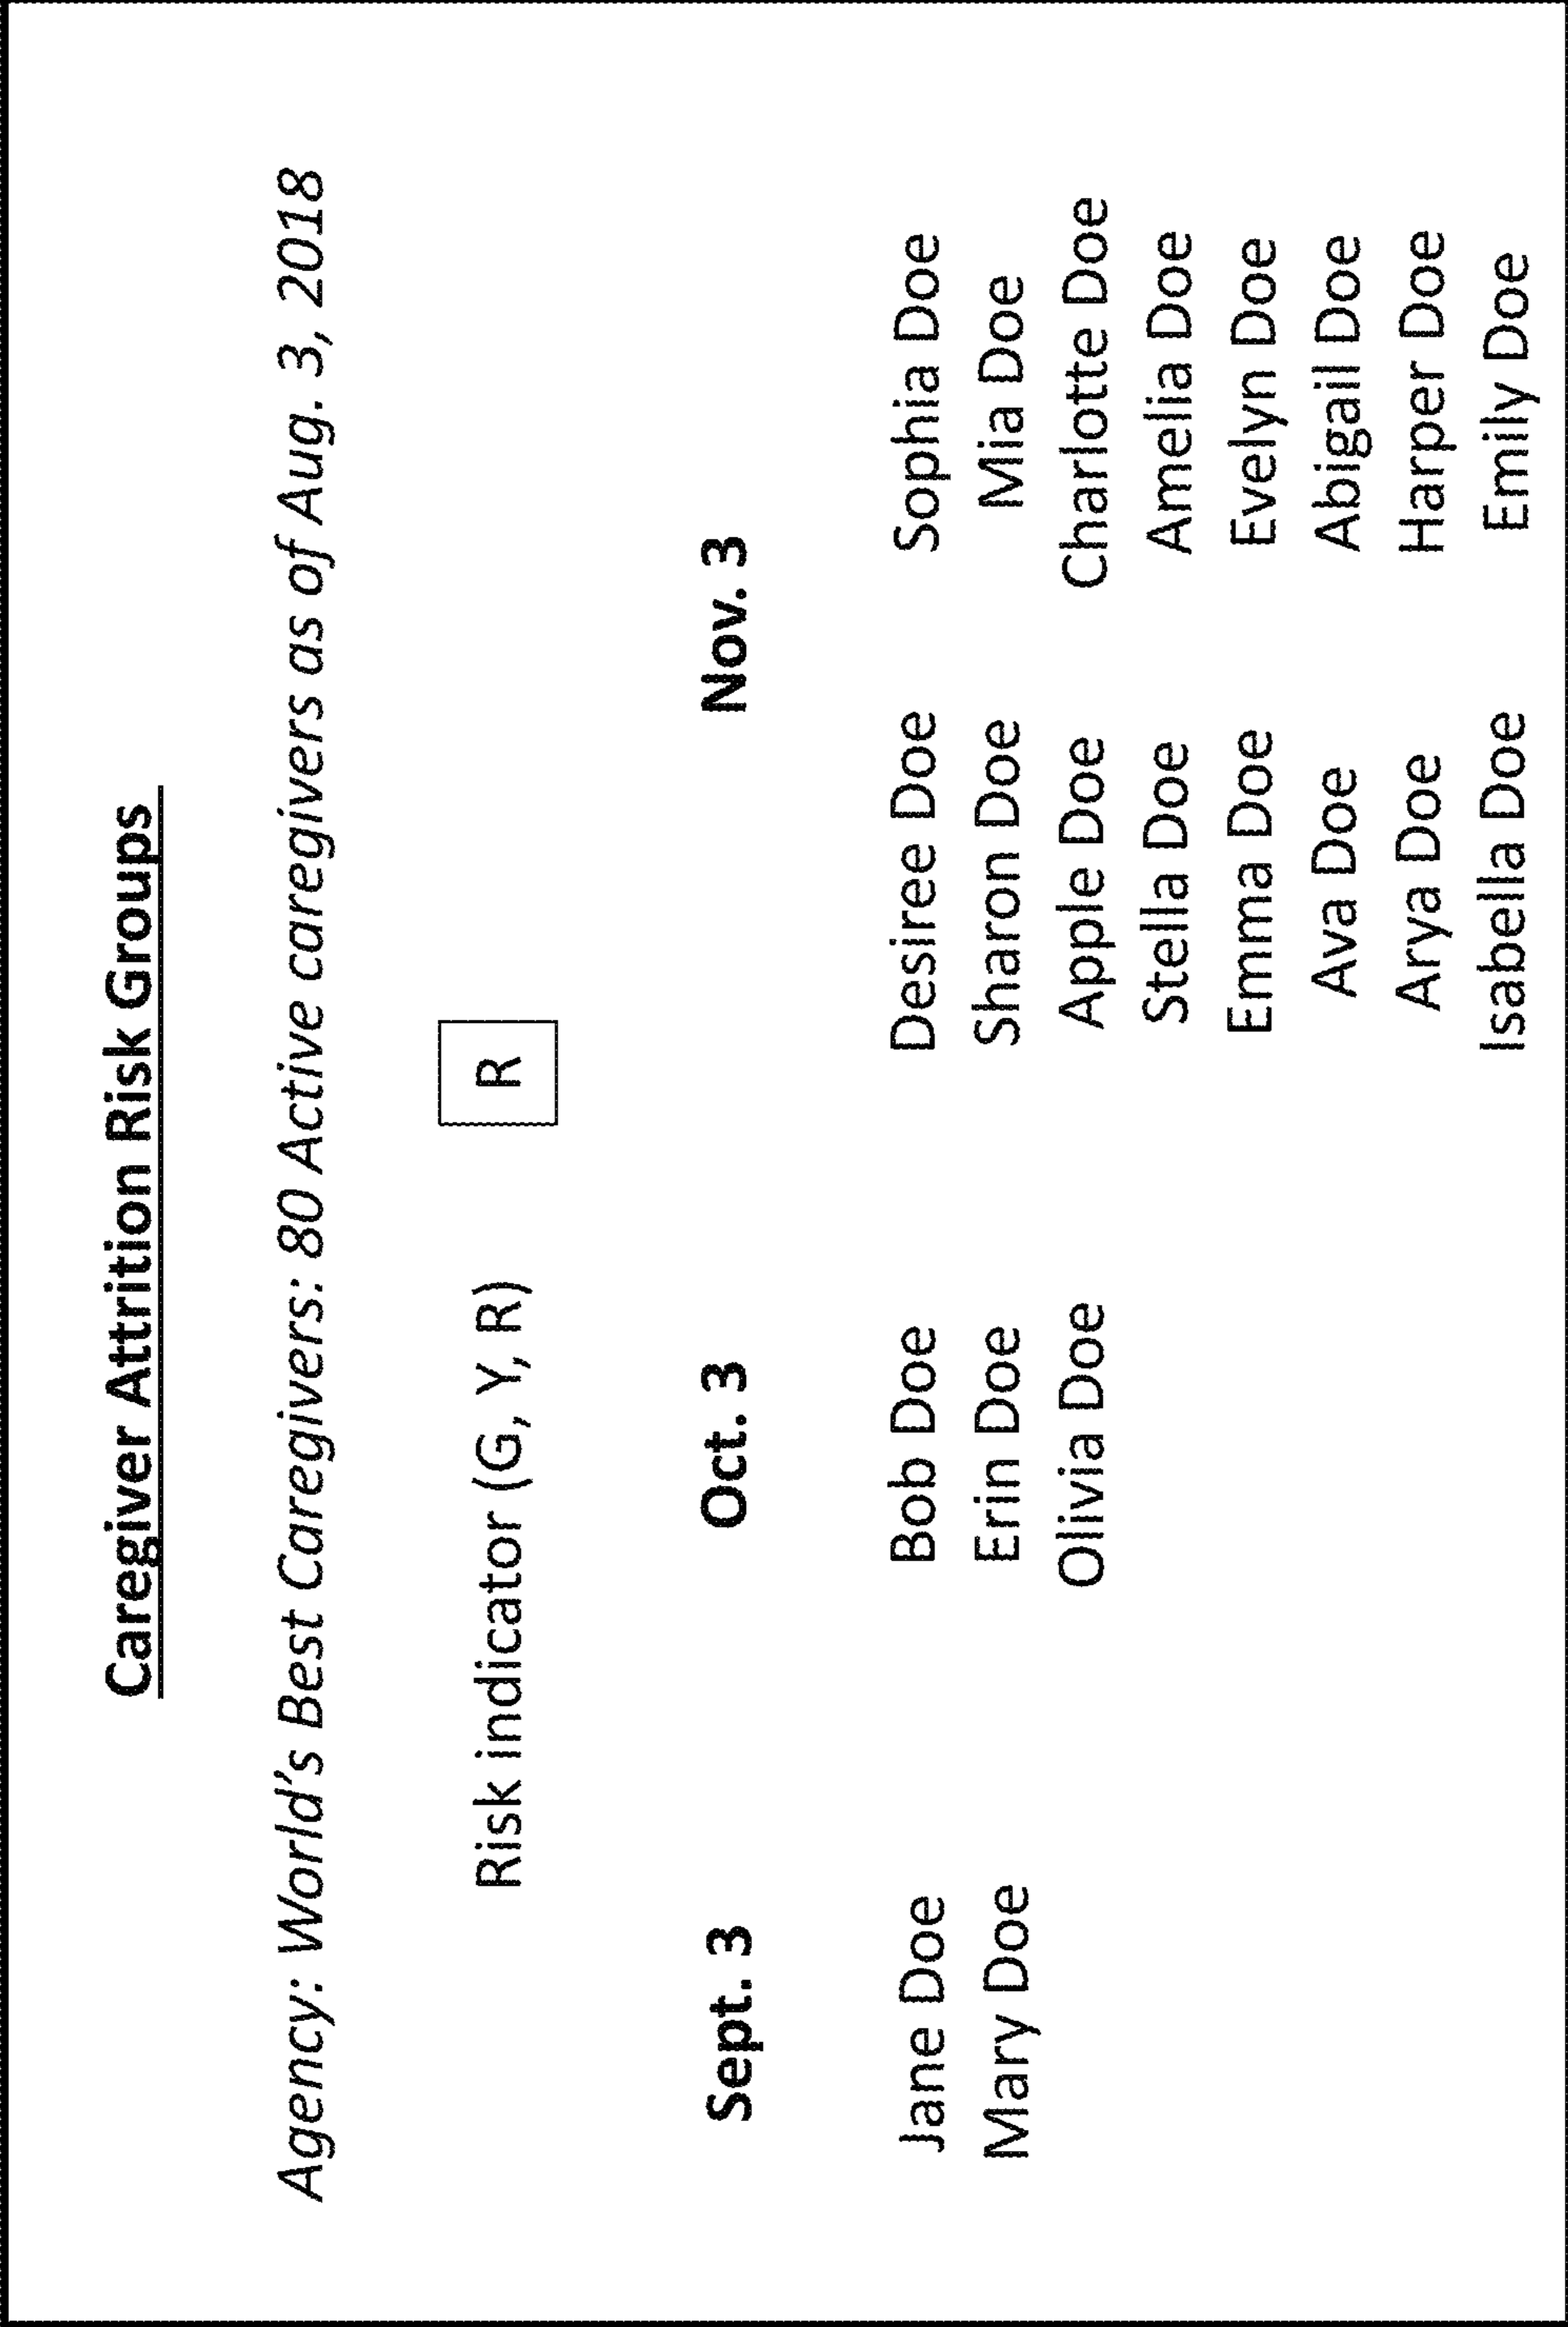 Caregiver Attrition Risk Groups
Agency: World's Best Caregivers: 80 Active caregivers as of Aug. 3, 2018
Risk indicator (G, Y, R) R
Sept. 3 Oct. 3 Nov. 3
Jane Doe Bob Doe Desiree Doe Sophia Doe
Mary Doe Erin Doe Sharon Doe Mia Doe
Olivia Doe Apple Doe Charlotte Doe
Stella Doe Amelia Doe
Emma Doe Evelyn Doe
Ava Doe Abigail Doe
Arya Doe Harper Doe
Isabella Doe Emily Doe